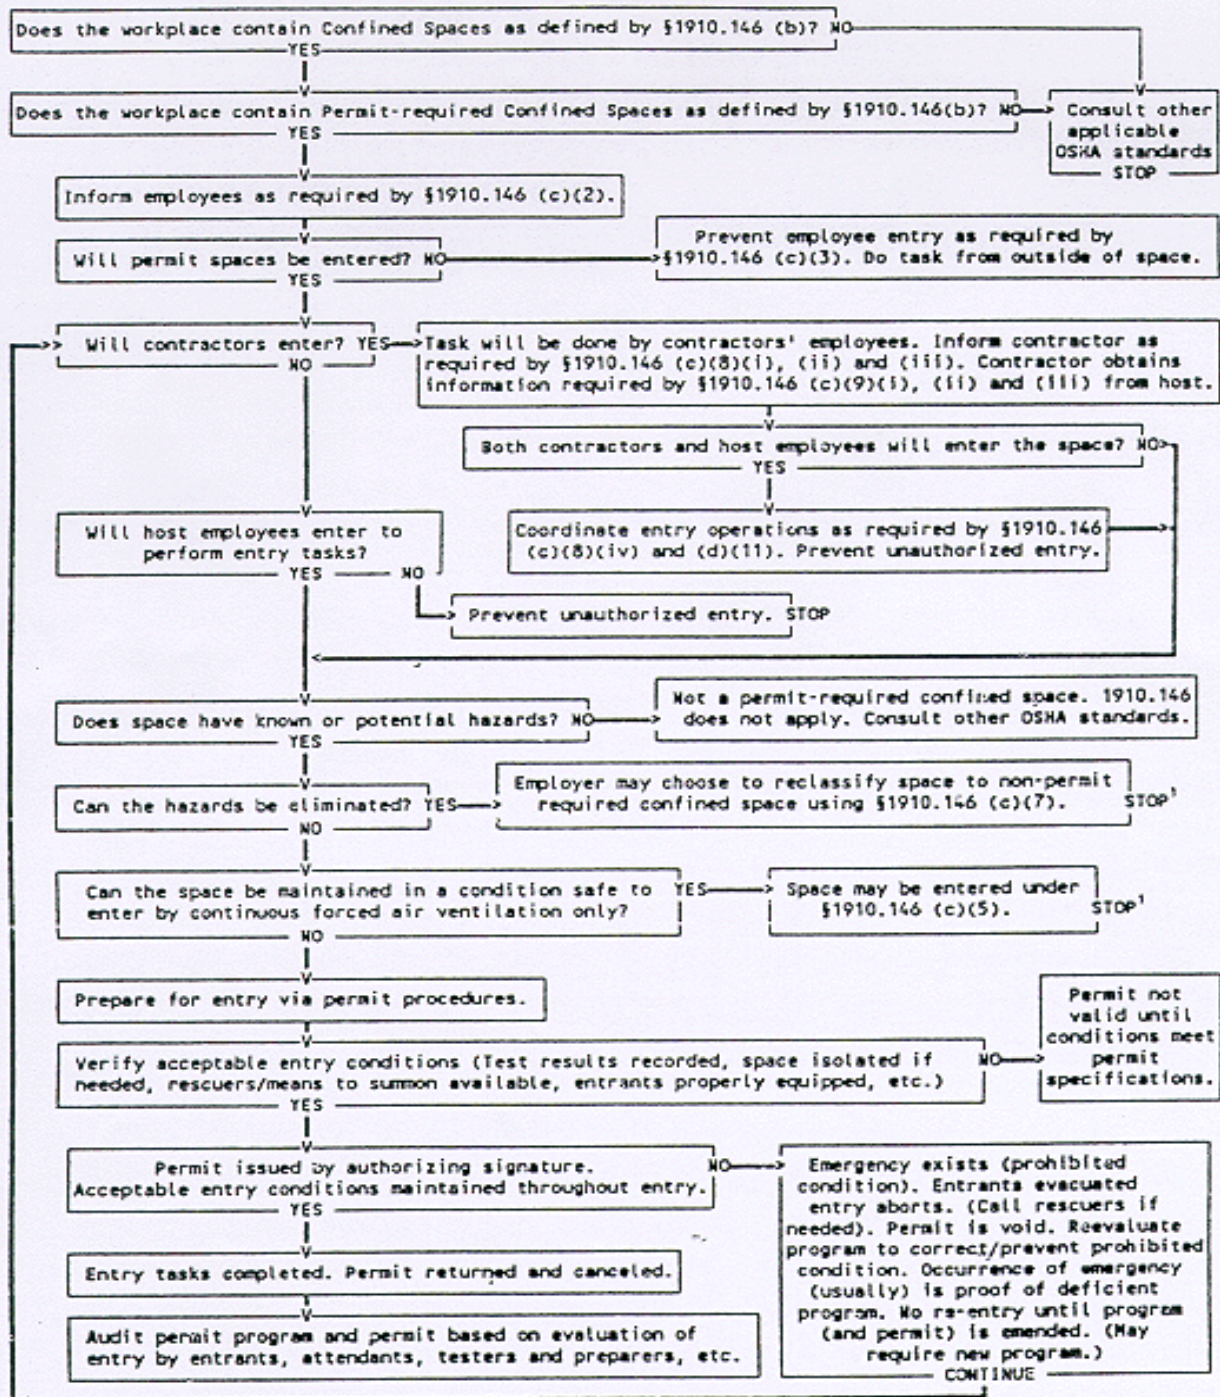 Does the workplace contain Confined Spaces as defined by §1910.146 (b)? NO
YES
Does the workplace contain Permit-required Confined Spaces as defined by §1910.146(b)? NO
YES
Consult other
applicable
OSHA standards
STOP
Inform employees as required by §1910.146 (c)(2).
Will permit spaces be entered? NO
YES
Prevent employee entry as required by
§1910.146 (c)(3). Do task from outside of space.
Will contractors enter? YES
NO
Task will be done by contractors' employees. Inform contractor as
required by §1910.146 (c)(8)(i), (ii) and (iii). Contractor obtains
information required by §1910.146 (c)(9)(i), (ii) and (iii) from host.
Both contractors and host employees will enter the space? NO
YES
Coordinate entry operations as required by §1910.146
(c)(8)(iv) and (d)(11). Prevent unauthorized entry.
Will host employees enter to
perform entry tasks?
YES NO
Prevent unauthorized entry. STOP
Does space have known or potential hazards? NO
YES
Not a permit-required confined space. 1910.146
does not apply. Consult other OSHA standards.
Can the hazards be eliminated? YES
NO
Employer may choose to reclassify space to non-permit
required confined space using §1910.146 (c)(7). STOP¹
Can the space be maintained in a condition safe to YES
enter by continuous forced air ventilation only?
NO
Space may be entered under
§1910.146 (c)(5). STOP¹
Prepare for entry via permit procedures.
Verify acceptable entry conditions (Test results recorded, space isolated if NO
needed, rescuers/means to summon available, entrants properly equipped, etc.)
YES
Permit not
valid until
conditions meet
permit
specifications.
Permit issued by authorizing signature. NO
Acceptable entry conditions maintained throughout entry.
YES
Emergency exists (prohibited
condition). Entrants evacuated
entry aborts. (Call rescuers if
needed). Permit is void. Reevaluate
program to correct/prevent prohibited
condition. Occurrence of emergency
(usually) is proof of deficient
program. No re-entry until program
(and permit) is emended. (May
require new program.)
CONTINUE
Entry tasks completed. Permit returned and canceled.
Audit permit program and permit based on evaluation of
entry by entrants, attendants, testers and preparers, etc.